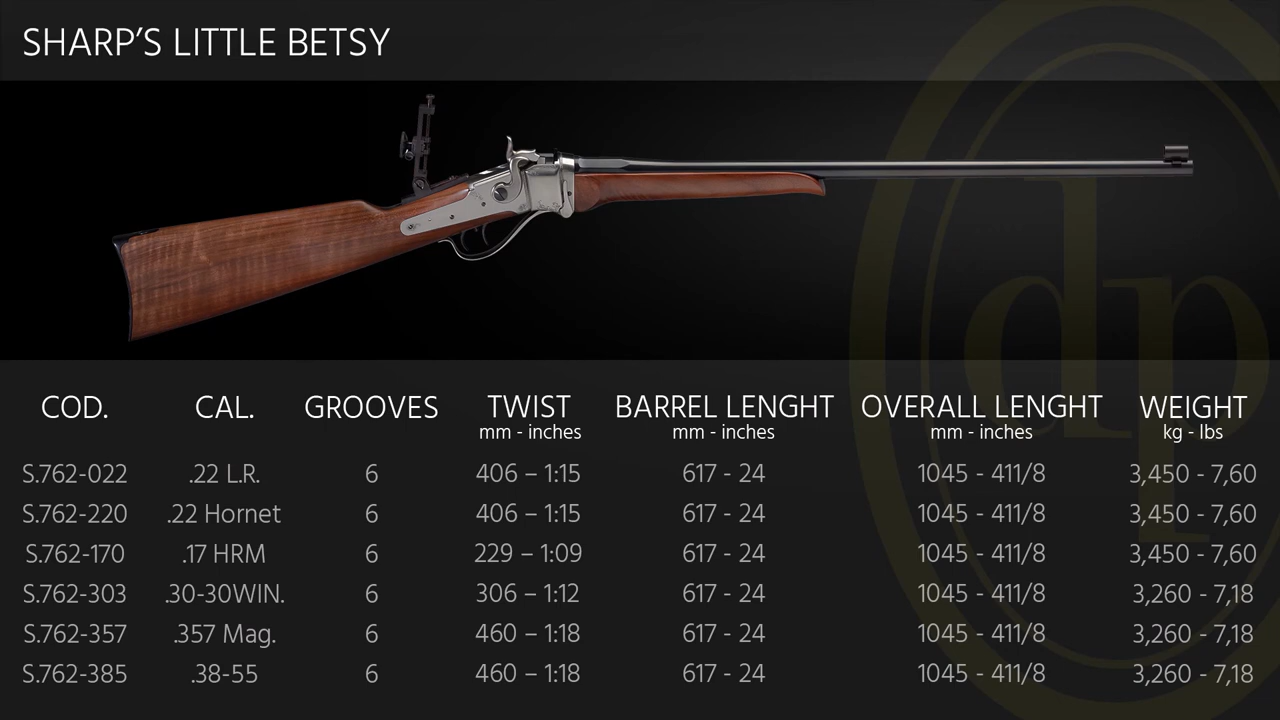 SHARP’S LITTLE BETSY
COD. CAL. GROOVES TWIST BARREL LENGHT OVERALL LENGHT WEIGHT
mm - inches mm - inches mm - inches kg - lbs
S.762-022 .22 L.R. 6 406 – 1:15 617 - 24 1045 - 411/8 3,450 - 7,60
S.762-220 .22 Hornet 6 406 – 1:15 617 - 24 1045 - 411/8 3,450 - 7,60
S.762-170 .17 HRM 6 229 – 1:09 617 - 24 1045 - 411/8 3,450 - 7,60
S.762-303 .30-30WIN. 6 306 – 1:12 617 - 24 1045 - 411/8 3,260 - 7,18
S.762-357 .357 Mag. 6 460 – 1:18 617 - 24 1045 - 411/8 3,260 - 7,18
S.762-385 .38-55 6 460 – 1:18 617 - 24 1045 - 411/8 3,260 - 7,18
dp